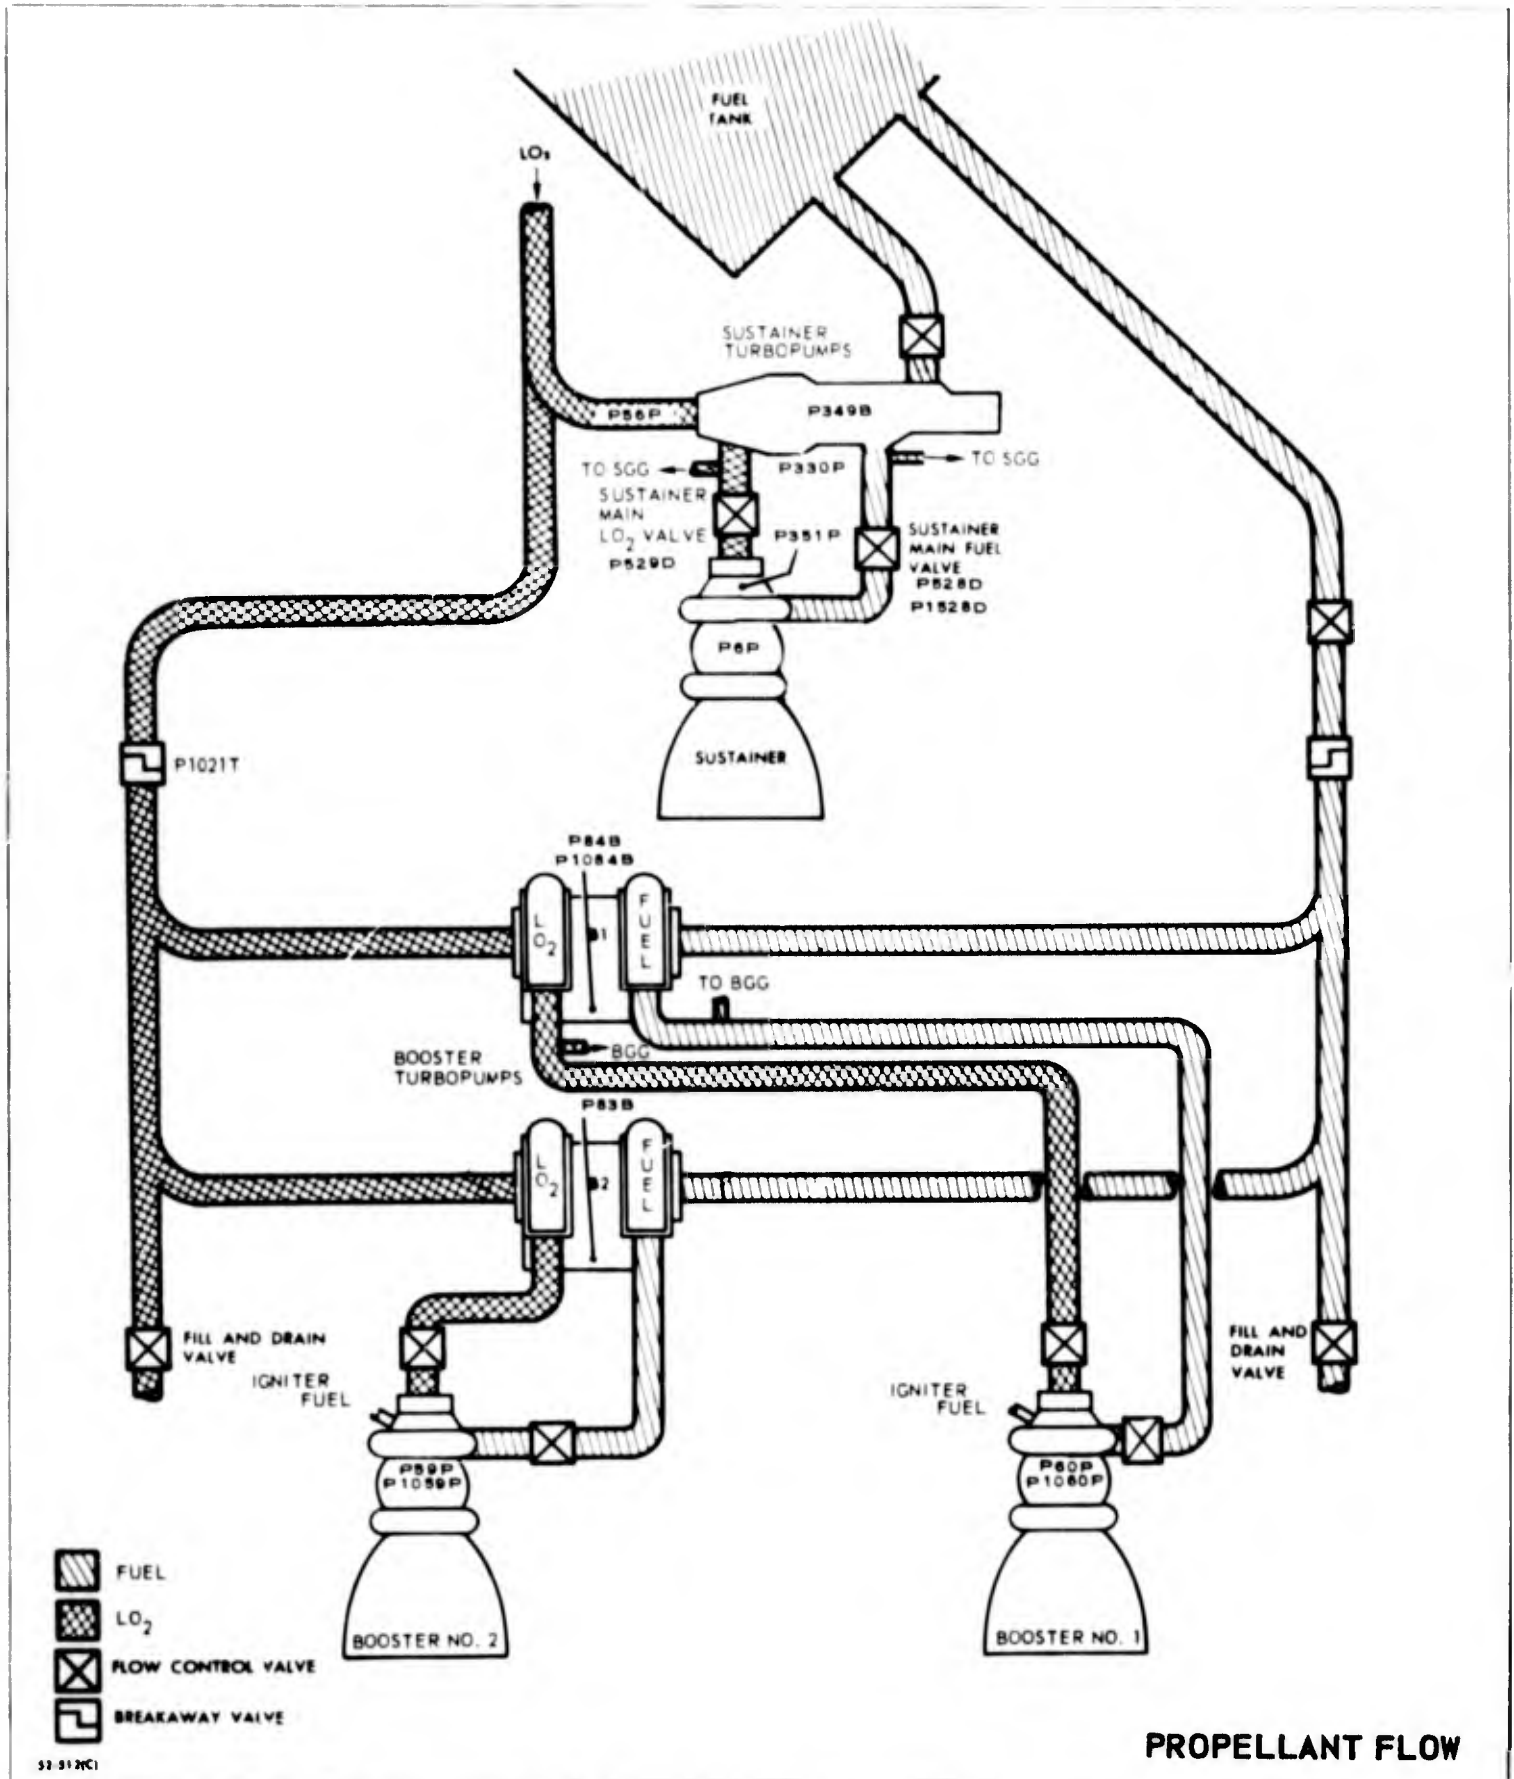 FUEL
TANK
LO₂
SUSTAINER
TURBOPUMPS
P56P
P349B
TO SGG
P330P
TO SGG
SUSTAINER
MAIN
LO₂ VALVE
P529D
P351P
SUSTAINER
MAIN FUEL
VALVE
P528D
P1528D
P6P
SUSTAINER
P1021T
P84B
P1084B
LO₂
B1
FUEL
TO BGG
BGG
BOOSTER
TURBOPUMPS
P83B
LO₂
B2
FUEL
FILL AND DRAIN
VALVE
IGNITER
FUEL
IGNITER
FUEL
FILL AND
DRAIN
VALVE
P59P
P1059P
P60P
P1060P
BOOSTER NO. 2
BOOSTER NO. 1
FUEL
LO₂
FLOW CONTROL VALVE
BREAKAWAY VALVE
PROPELLANT FLOW